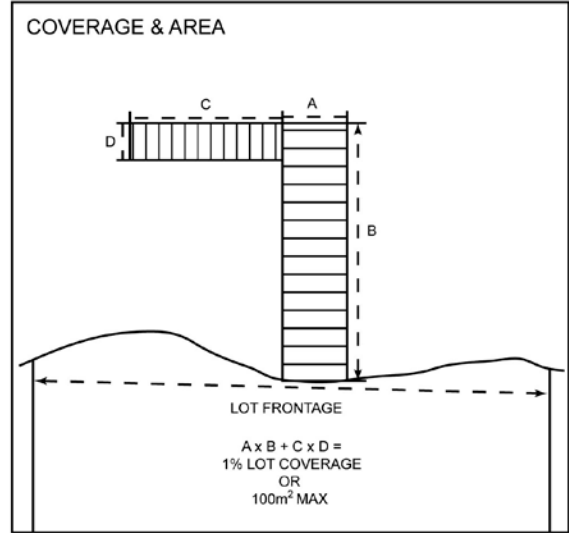 COVERAGE & AREA
C
A
D
B
LOT FRONTAGE
A x B + C x D =
1% LOT COVERAGE
OR
100m² MAX